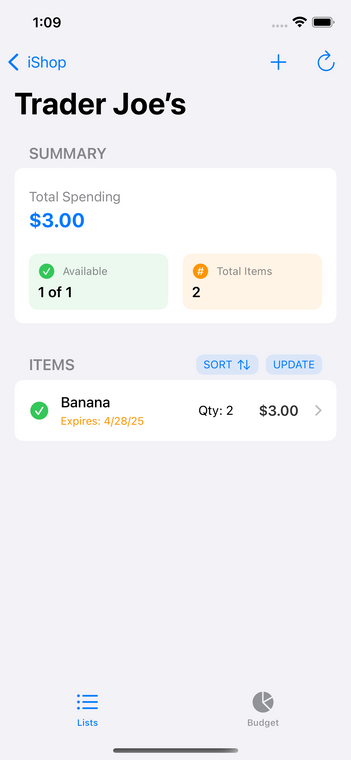 1:09
iShop
Trader Joe's
SUMMARY
Total Spending
$3.00
Available
# Total Items
1 of 1
2
ITEMS
SORT
UPDATE
Banana
Expires: 4/28/25
Qty: 2
$3.00
Lists
Budget